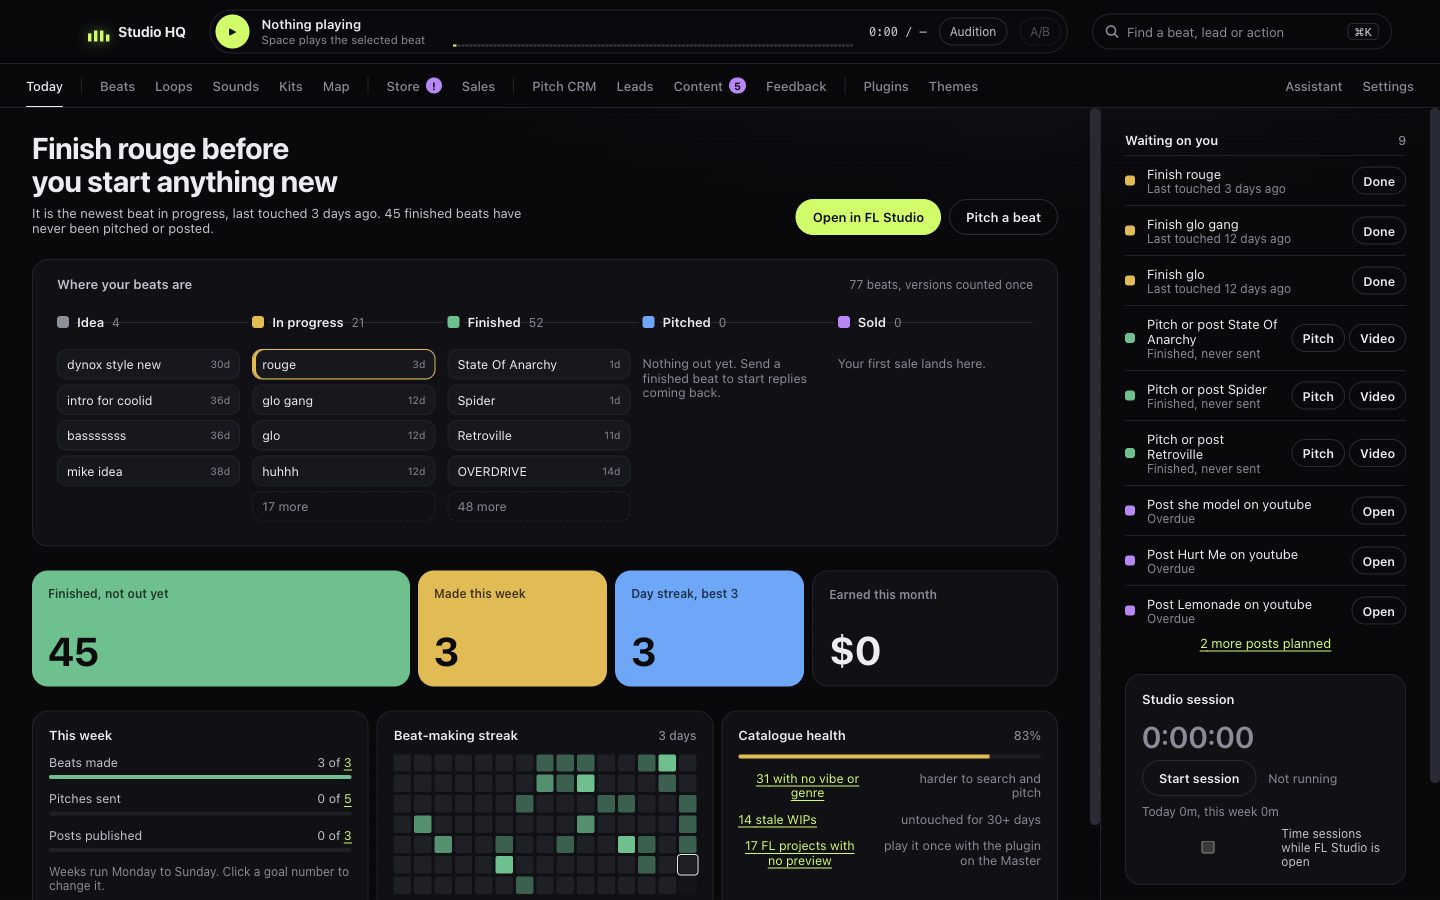 Studio HQ
Nothing playing
Space plays the selected beat
0:00 / –
Audition
A/B
Find a beat, lead or action
⌘K
Today
Beats
Loops
Sounds
Kits
Map
Store !
Sales
Pitch CRM
Leads
Content 5
Feedback
Plugins
Themes
Assistant
Settings
Finish rouge before
you start anything new
It is the newest beat in progress, last touched 3 days ago. 45 finished beats have
never been pitched or posted.
Open in FL Studio
Pitch a beat
Where your beats are
77 beats, versions counted once
Idea 4
In progress 21
Finished 52
Pitched 0
Sold 0
dynox style new 30d
intro for coolid 36d
basssssss 36d
mike idea 38d
rouge 3d
glo gang 12d
glo 12d
huhhh 12d
17 more
State Of Anarchy 1d
Spider 1d
Retroville 11d
OVERDRIVE 14d
48 more
Nothing out yet. Send a
finished beat to start replies
coming back.
Your first sale lands here.
Finished, not out yet
45
Made this week
3
Day streak, best 3
3
Earned this month
$0
This week
Beats made 3 of 3
Pitches sent 0 of 5
Posts published 0 of 3
Weeks run Monday to Sunday. Click a goal number to
change it.
Beat-making streak 3 days
Catalogue health 83%
31 with no vibe or
genre
harder to search and
pitch
14 stale WIPs
untouched for 30+ days
17 FL projects with
no preview
play it once with the plugin
on the Master
Waiting on you 9
Finish rouge
Last touched 3 days ago
Done
Finish glo gang
Last touched 12 days ago
Done
Finish glo
Last touched 12 days ago
Done
Pitch or post State Of
Anarchy
Finished, never sent
Pitch
Video
Pitch or post Spider
Finished, never sent
Pitch
Video
Pitch or post
Retroville
Finished, never sent
Pitch
Video
Post she model on youtube
Overdue
Open
Post Hurt Me on youtube
Overdue
Open
Post Lemonade on youtube
Overdue
Open
2 more posts planned
Studio session
0:00:00
Start session
Not running
Today 0m, this week 0m
Time sessions
while FL Studio is
open